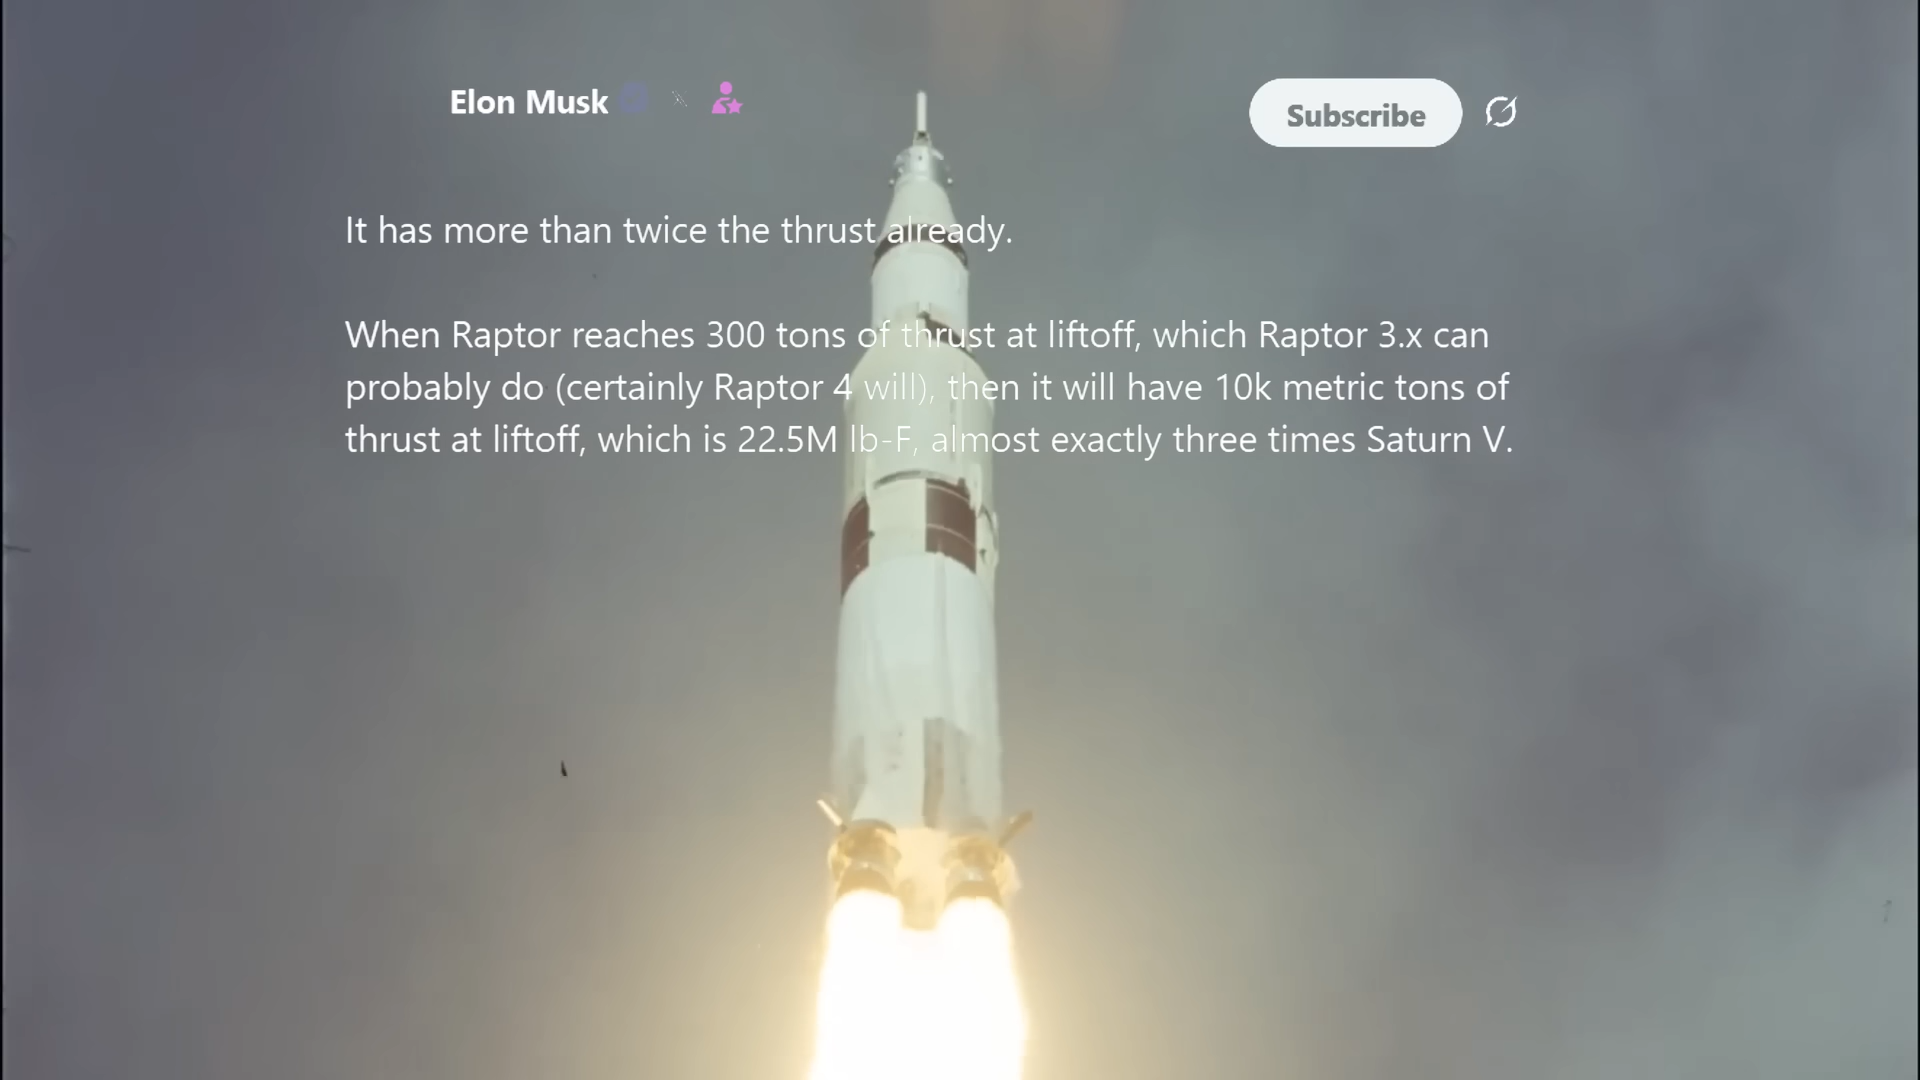 Elon Musk
Subscribe
It has more than twice the thrust already.
When Raptor reaches 300 tons of thrust at liftoff, which Raptor 3.x can
probably do (certainly Raptor 4 will), then it will have 10k metric tons of
thrust at liftoff, which is 22.5M lb-F, almost exactly three times Saturn V.